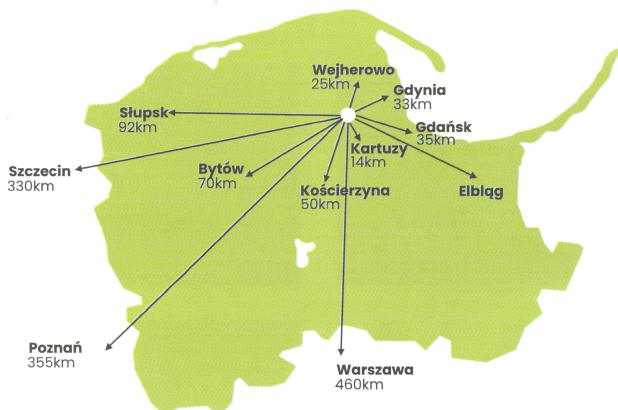 Wejherowo
25km
Gdynia
33km
Słupsk
92km
Gdańsk
35km
Kartuzy
14km
Szczecin
330km
Bytów
70km
Kościerzyna
50km
Elbląg
Poznań
355km
Warszawa
460km